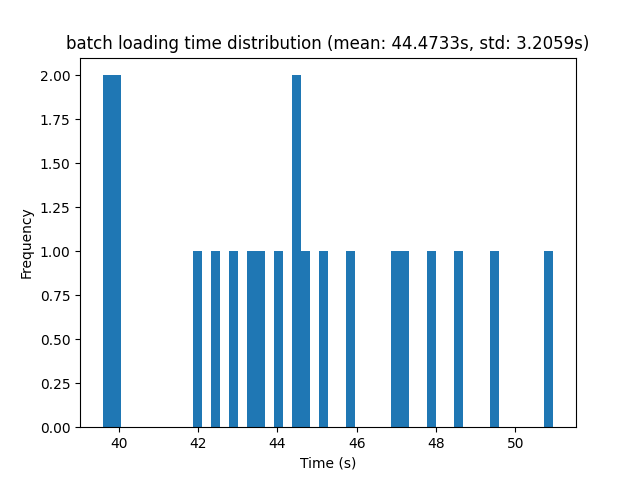 batch loading time distribution (mean: 44.4733s, std: 3.2059s)
2.00
1.75
1.50
1.25
1.00
0.75
0.50
0.25
0.00
Frequency
40 42 44 46 48 50
Time (s)